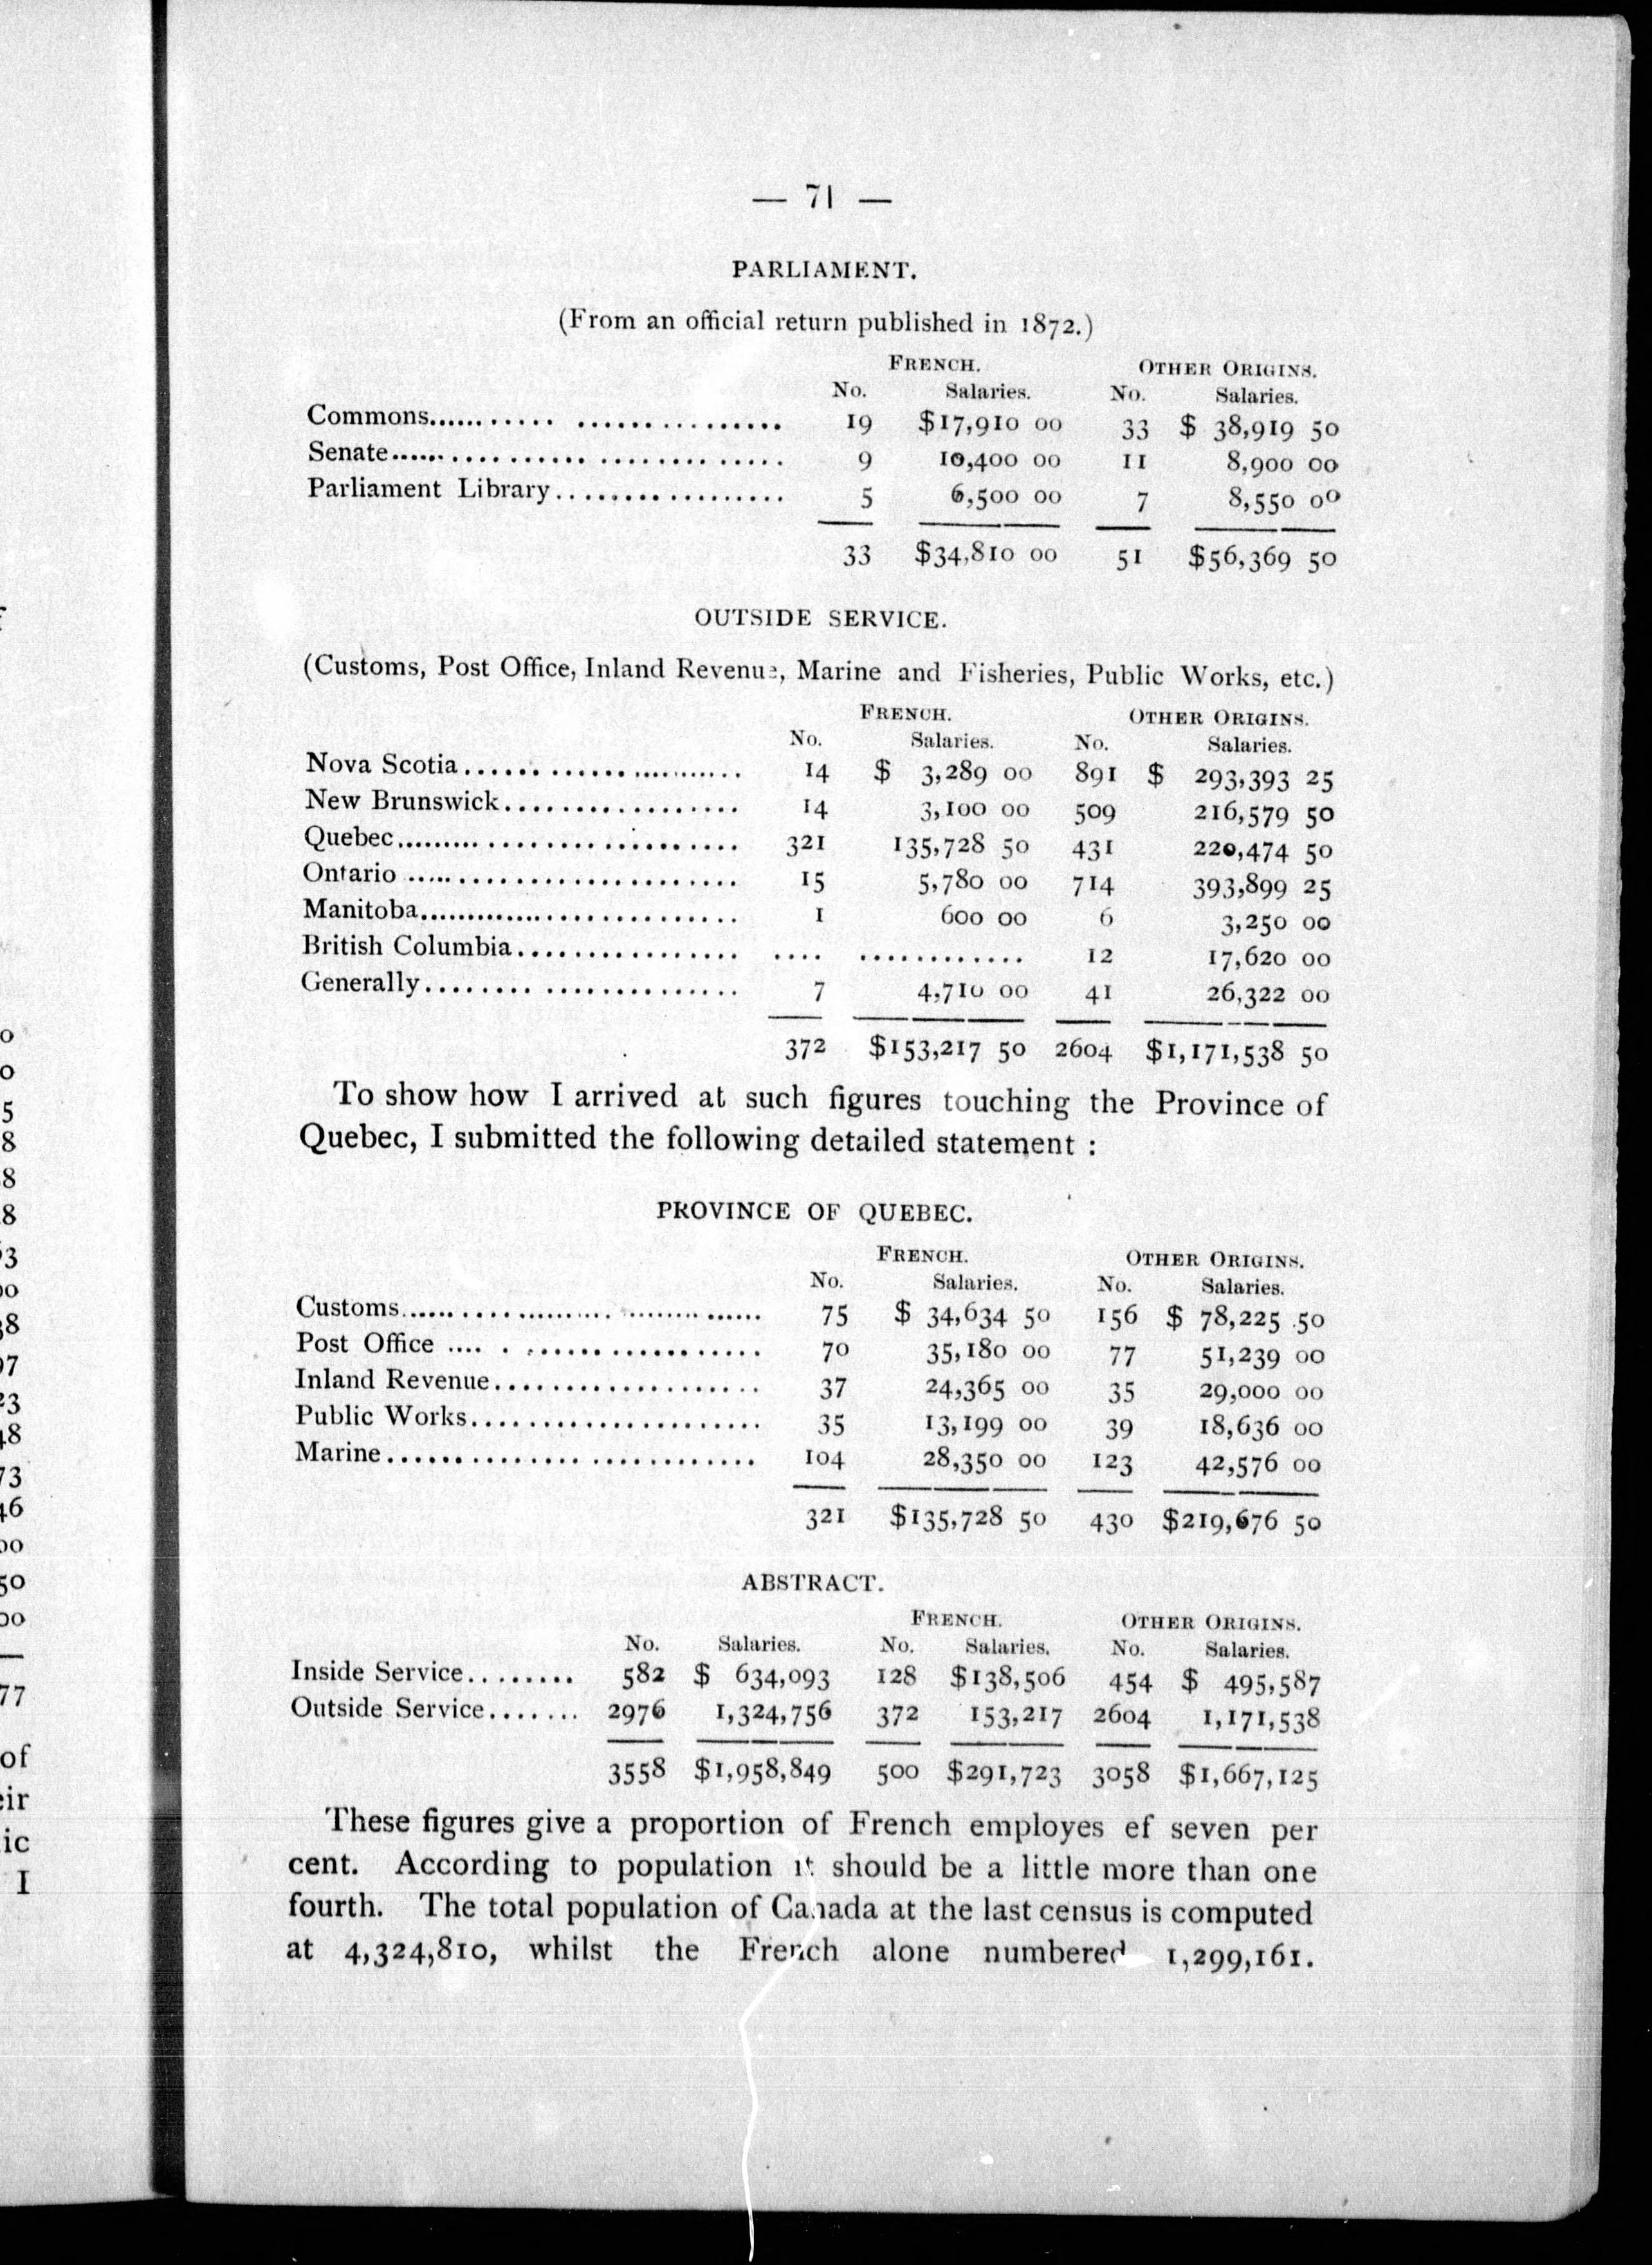 — 71 —
PARLIAMENT.
(From an official return published in 1872.)
FRENCH. OTHER ORIGINS.
No. Salaries. No. Salaries.
Commons................................ 19 $17,910 00 33 $ 38,919 50
Senate................................ 9 10,400 00 11 8,900 00
Parliament Library.................. 5 6,500 00 7 8,550 00
33 $34,810 00 51 $56,369 50
OUTSIDE SERVICE.
(Customs, Post Office, Inland Revenue, Marine and Fisheries, Public Works, etc.)
FRENCH. OTHER ORIGINS.
No. Salaries. No. Salaries.
Nova Scotia........................ 14 $ 3,289 00 891 $ 293,393 25
New Brunswick.................. 14 3,100 00 509 216,579 50
Quebec........................... 321 135,728 50 431 220,474 50
Ontario ........................... 15 5,780 00 714 393,899 25
Manitoba........................... 1 600 00 6 3,250 00
British Columbia................. .... ............ 12 17,620 00
Generally........................ 7 4,710 00 41 26,322 00
372 $153,217 50 2604 $1,171,538 50
To show how I arrived at such figures touching the Province of
Quebec, I submitted the following detailed statement :
PROVINCE OF QUEBEC.
FRENCH. OTHER ORIGINS.
No. Salaries. No. Salaries.
Customs................................ 75 $ 34,634 50 156 $ 78,225 50
Post Office .... . .................. 70 35,180 00 77 51,239 00
Inland Revenue................... 37 24,365 00 35 29,000 00
Public Works..................... 35 13,199 00 39 18,636 00
Marine........................... 104 28,350 00 123 42,576 00
321 $135,728 50 430 $219,676 50
ABSTRACT.
FRENCH. OTHER ORIGINS.
No. Salaries. No. Salaries. No. Salaries.
Inside Service......... 582 $ 634,093 128 $138,506 454 $ 495,587
Outside Service....... 2976 1,324,756 372 153,217 2604 1,171,538
3558 $1,958,849 500 $291,723 3058 $1,667,125
These figures give a proportion of French employes ef seven per
cent. According to population it should be a little more than one
fourth. The total population of Canada at the last census is computed
at 4,324,810, whilst the French alone numbered 1,299,161.